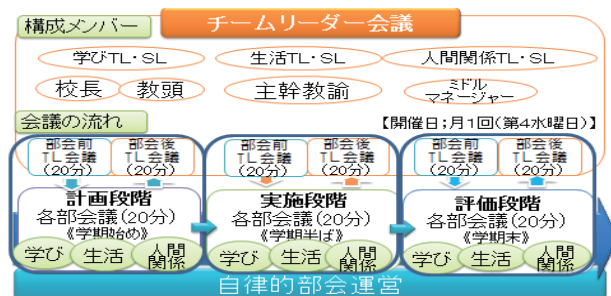 構成メンバー
チームリーダー会議
学びTL・SL
生活TL・SL
人間関係TL・SL
校長
教頭
主幹教諭
ミドル
マネージャー
会議の流れ
【開催日;月1回(第4水曜日)】
部会前
TL会議
(20分)
部会後
TL会議
(20分)
部会前
TL会議
(20分)
部会後
TL会議
(20分)
部会前
TL会議
(20分)
部会後
TL会議
(20分)
計画段階
各部会議(20分)
《学期始め》
学び
生活
人間
関係
実施段階
各部会議(20分)
《学期半ば》
学び
生活
人間
関係
評価段階
各部会議(20分)
《学期末》
学び
生活
人間
関係
自律的部会運営